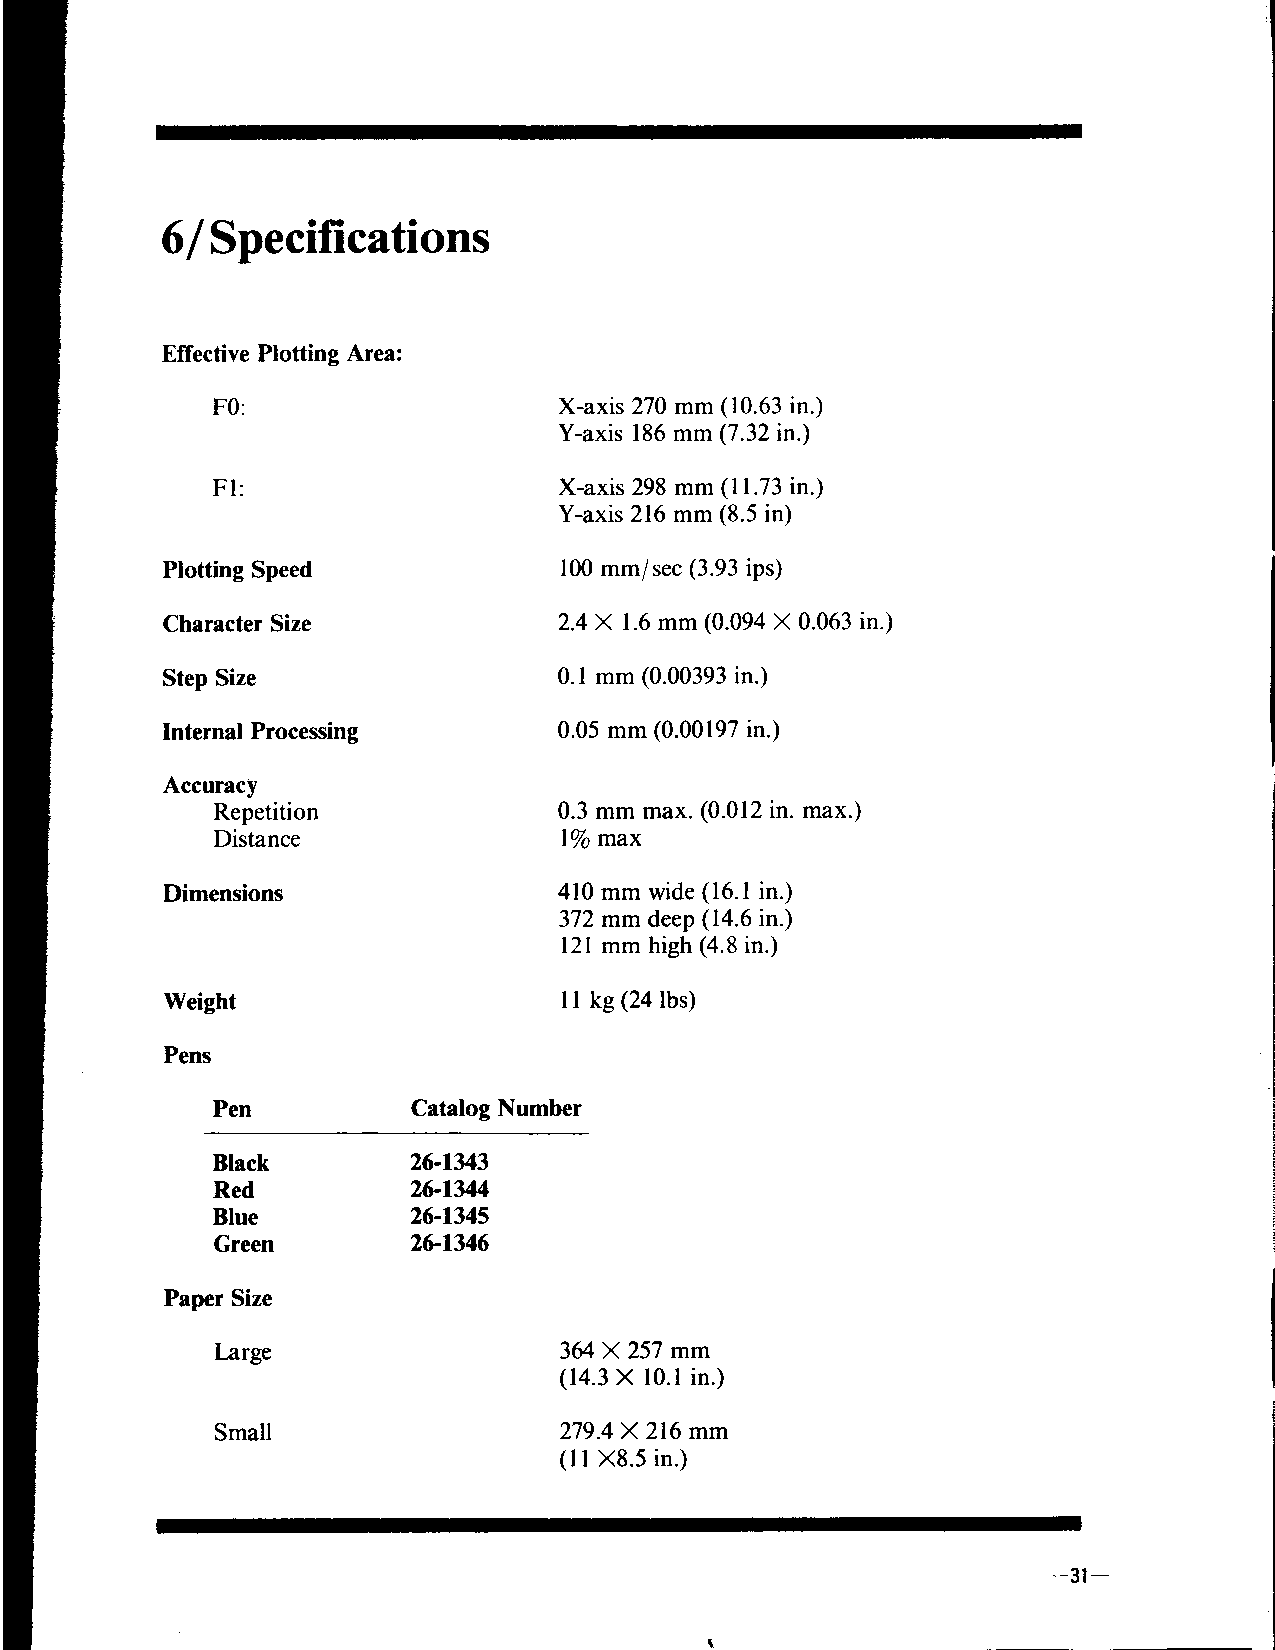 6/Specifications
Effective Plotting Area:
F0: X-axis 270 mm (10.63 in.)
Y-axis 186 mm (7.32 in.)
F1: X-axis 298 mm (11.73 in.)
Y-axis 216 mm (8.5 in)
Plotting Speed 100 mm/sec (3.93 ips)
Character Size 2.4 X 1.6 mm (0.094 X 0.063 in.)
Step Size 0.1 mm (0.00393 in.)
Internal Processing 0.05 mm (0.00197 in.)
Accuracy
Repetition 0.3 mm max. (0.012 in. max.)
Distance 1% max
Dimensions 410 mm wide (16.1 in.)
372 mm deep (14.6 in.)
121 mm high (4.8 in.)
Weight 11 kg (24 lbs)
Pens
Pen Catalog Number
Black 26-1343
Red 26-1344
Blue 26-1345
Green 26-1346
Paper Size
Large 364 X 257 mm
(14.3 X 10.1 in.)
Small 279.4 X 216 mm
(11 X8.5 in.)
--31—